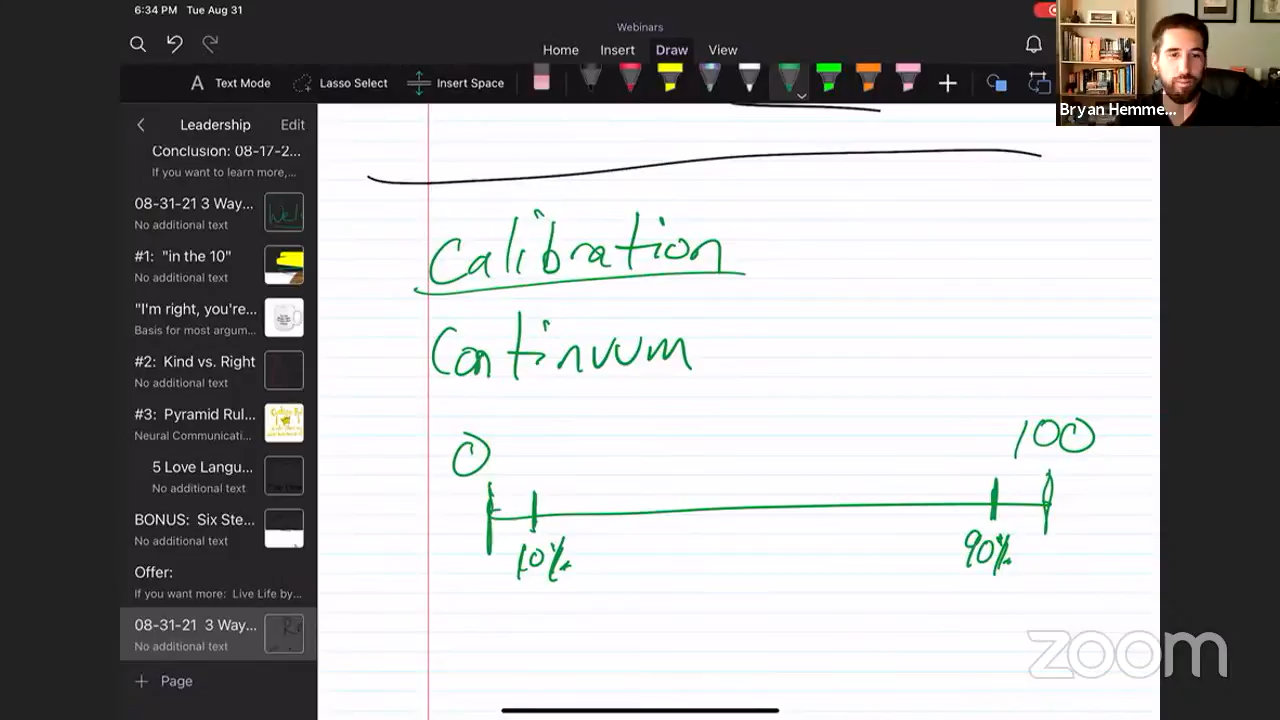 6:34 PM Tue Aug 31
Webinars
Home Insert Draw View
Text Mode Lasso Select Insert Space
Bryan Hemme...
Leadership Edit
Conclusion: 08-17-2...
If you want to learn more,...
08-31-21 3 Way...
No additional text
#1: "in the 10"
No additional text
"I'm right, you're...
Basis for most argum...
#2: Kind vs. Right
No additional text
#3: Pyramid Rul...
Neural Communicati...
5 Love Langu...
No additional text
BONUS: Six Ste...
No additional text
Offer:
If you want more: Live Life by...
08-31-21 3 Way...
No additional text
Page
Calibration
Continuum
0 100
10% 90%
zoom